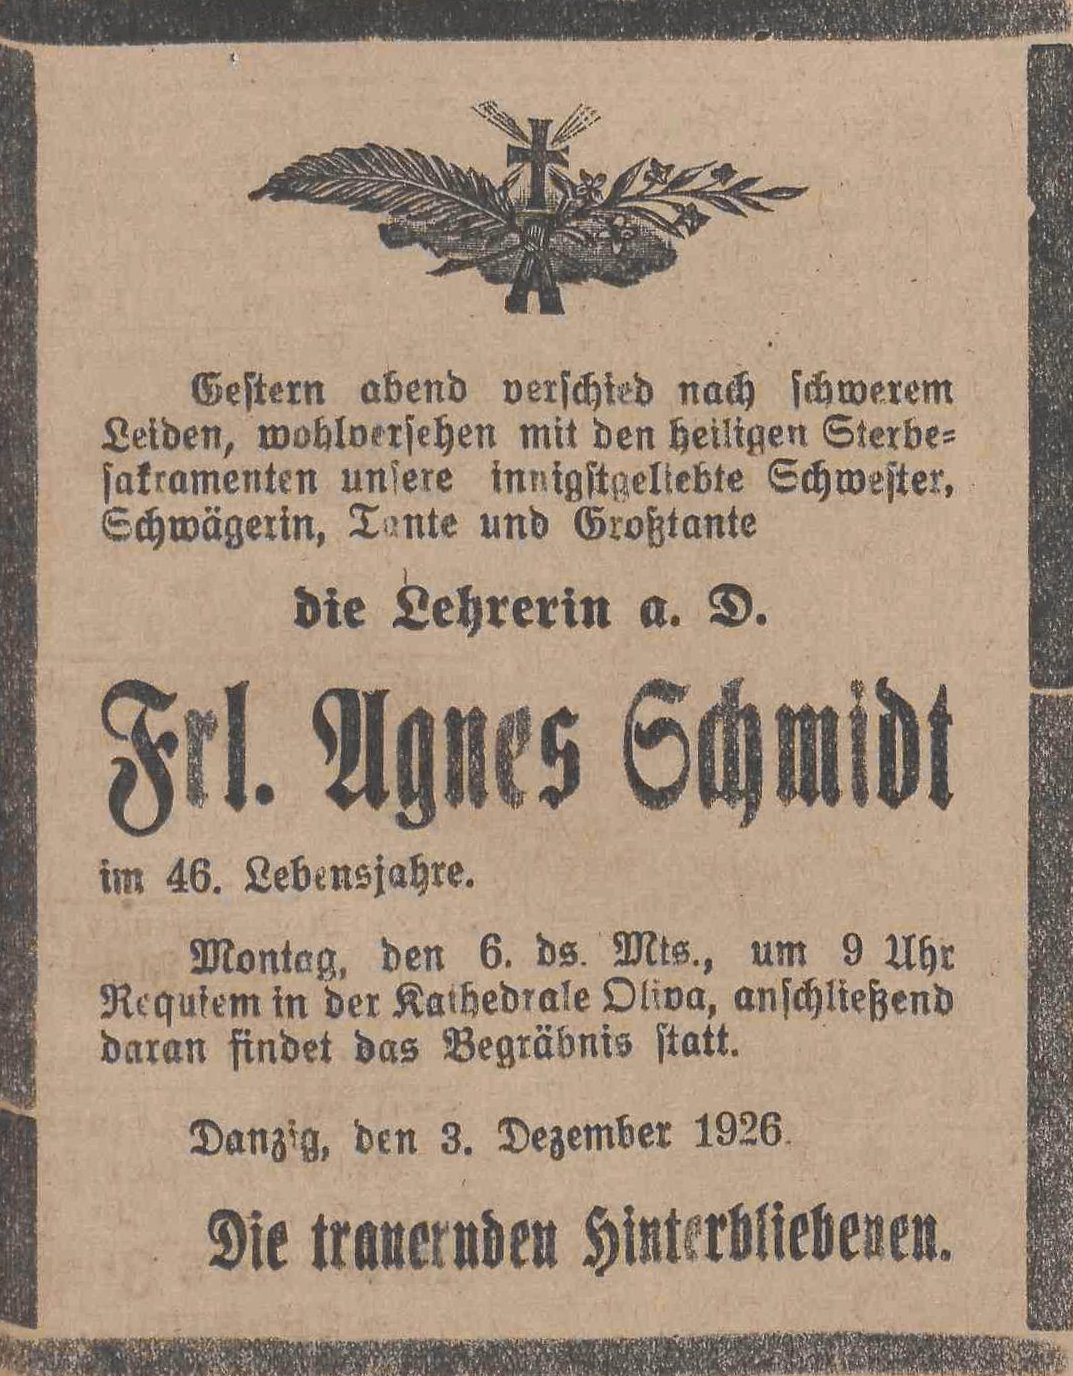 Gestern abend verschied nach schwerem
Leiden, wohlversehen mit den heiligen Sterbe=
sakramenten unsere innigstgeliebte Schwester,
Schwägerin, Tante und Großtante
die Lehrerin a. D.
Frl. Agnes Schmidt
im 46. Lebensjahre.
Montag, den 6. ds. Mts., um 9 Uhr
Requiem in der Kathedrale Oliva, anschließend
daran findet das Begräbnis statt.
Danzig, den 3. Dezember 1926.
Die trauernden Hinterbliebenen.